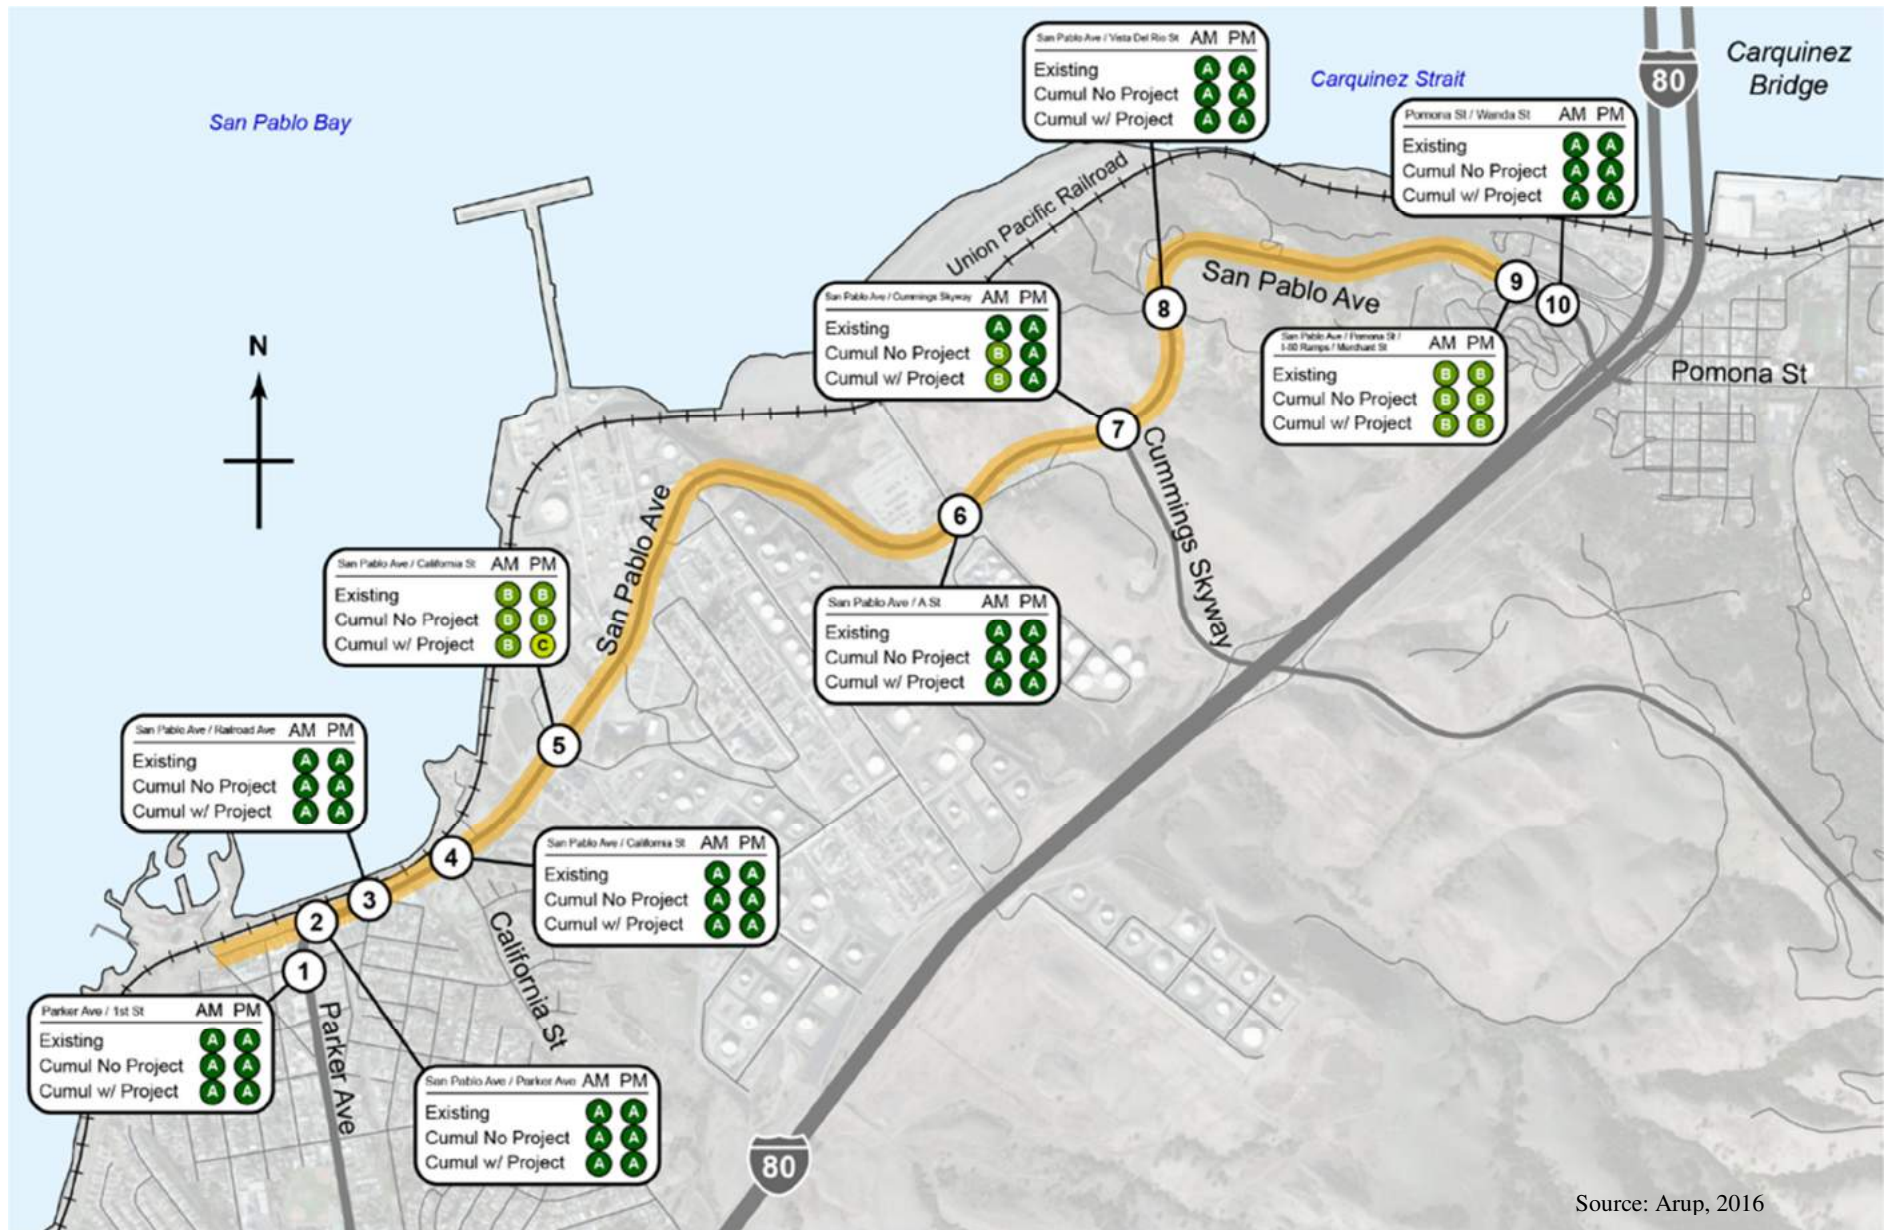 San Pablo Bay
Carquinez Strait
Carquinez
Bridge
80
San Pablo Ave / Vista Del Rio St AM PM
Existing A A
Cumul No Project A A
Cumul w/ Project A A
Pomona St / Wanda St AM PM
Existing A A
Cumul No Project A A
Cumul w/ Project A A
Union Pacific Railroad
San Pablo Ave
8
9
10
N
San Pablo Ave / Cummings Skyway AM PM
Existing A A
Cumul No Project B A
Cumul w/ Project B A
San Pablo Ave / Pomona St /
I-80 Ramps / Merchant St AM PM
Existing B B
Cumul No Project B B
Cumul w/ Project B B
Pomona St
7
Cummings Skyway
6
San Pablo Ave
San Pablo Ave / California St AM PM
Existing B B
Cumul No Project B B
Cumul w/ Project B C
San Pablo Ave / A St AM PM
Existing A A
Cumul No Project A A
Cumul w/ Project A A
5
San Pablo Ave / Railroad Ave AM PM
Existing A A
Cumul No Project A A
Cumul w/ Project A A
4
San Pablo Ave / California St AM PM
Existing A A
Cumul No Project A A
Cumul w/ Project A A
3
2
1
California St
Parker Ave / 1st St AM PM
Existing A A
Cumul No Project A A
Cumul w/ Project A A
Parker Ave
San Pablo Ave / Parker Ave AM PM
Existing A A
Cumul No Project A A
Cumul w/ Project A A
80
Source: Arup, 2016